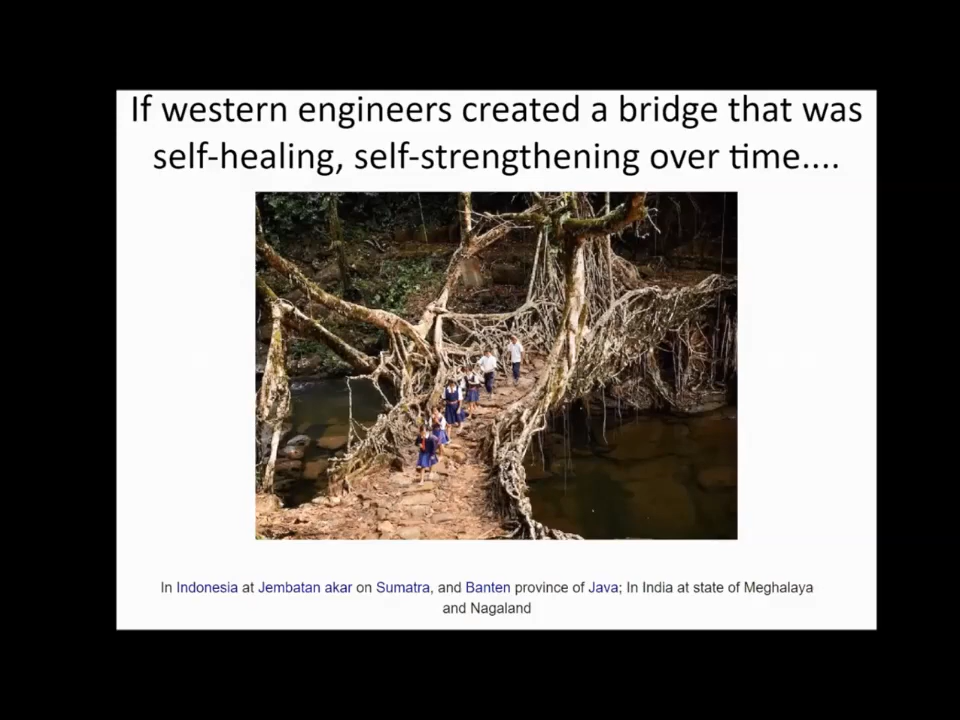 If western engineers created a bridge that was
self-healing, self-strengthening over time....
In Indonesia at Jembatan akar on Sumatra, and Banten province of Java; In India at state of Meghalaya
and Nagaland